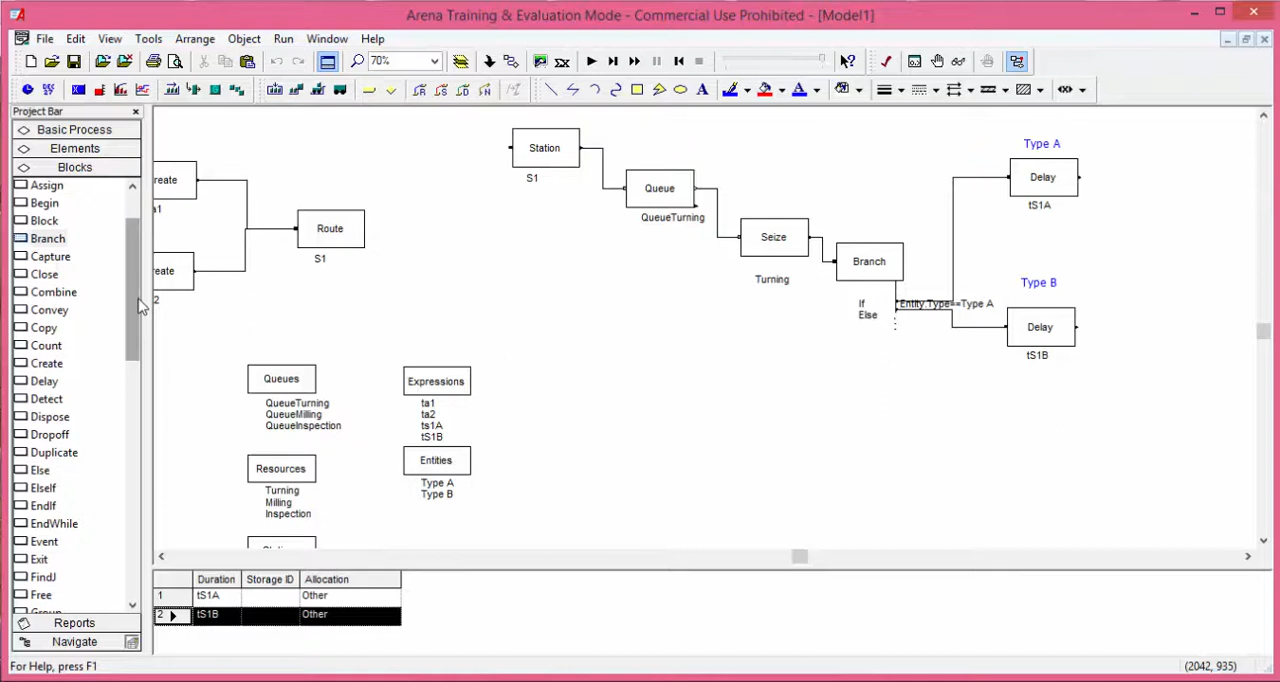 Arena Training & Evaluation Mode - Commercial Use Prohibited - [Model1]
File Edit View Tools Arrange Object Run Window Help
70%
Project Bar
Basic Process
Elements
Blocks
Assign
Begin
Block
Branch
Capture
Close
Combine
Convey
Copy
Count
Create
Delay
Detect
Dispose
Dropoff
Duplicate
Else
ElseIf
EndIf
EndWhile
Event
Exit
FindJ
Free
Group
Reports
Navigate
reate
a1
reate
2
Route
S1
Station
S1
Queue
QueueTurning
Seize
Turning
Branch
If Entity.Type==Type A
Else
Type A
Delay
tS1A
Type B
Delay
tS1B
Queues
QueueTurning
QueueMilling
QueueInspection
Expressions
ta1
ta2
ts1A
tS1B
Resources
Turning
Milling
Inspection
Entities
Type A
Type B
Duration Storage ID Allocation
1 tS1A Other
2 tS1B Other
For Help, press F1
(2042, 935)